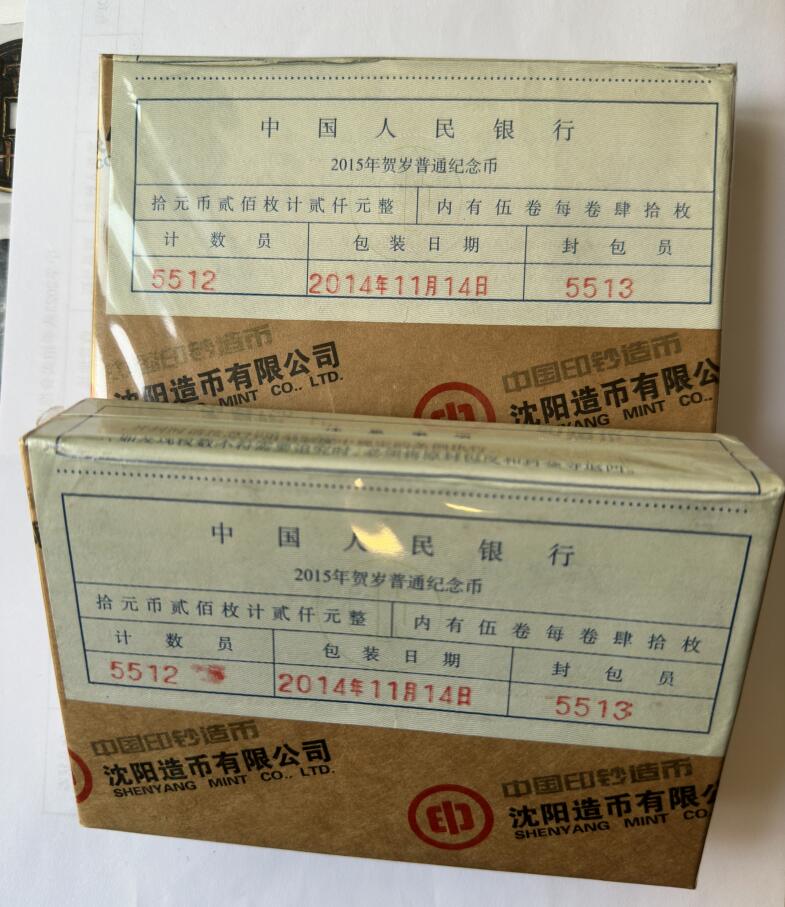 中国人民银行
2015年贺岁普通纪念币
拾元币贰佰枚计贰仟元整 内有伍卷每卷肆拾枚
计数员 包装日期 封包员
5512 2014年11月14日 5513
中国印钞造币
沈阳造币有限公司
MINT CO., LTD.
中国印钞造币
沈阳造币有限公
中国人民银行
2015年贺岁普通纪念币
拾元币贰佰枚计贰仟元整 内有伍卷每卷肆拾枚
计数员 包装日期 封包员
5512 2014年11月14日 5513
中国印钞造币
沈阳造币有限公司
SHENYANG MINT CO., LTD.
中国印钞造币
沈阳造币有限公
SHENYANG MINT CO